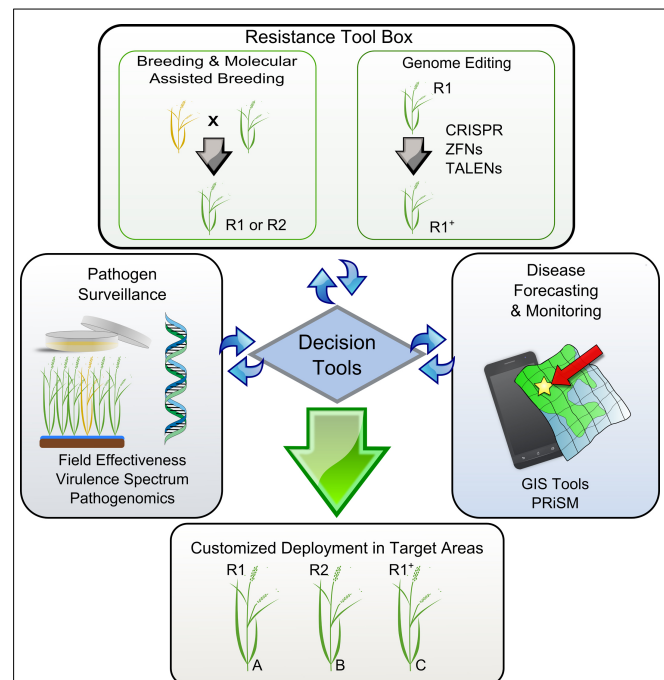 Resistance Tool Box
Breeding & Molecular
Assisted Breeding
X
R1 or R2
Genome Editing
R1
CRISPR
ZFNs
TALENs
R1⁺
Pathogen
Surveillance
Field Effectiveness
Virulence Spectrum
Pathogenomics
Decision
Tools
Disease
Forecasting
& Monitoring
GIS Tools
PRiSM
Customized Deployment in Target Areas
R1 R2 R1⁺
A B C